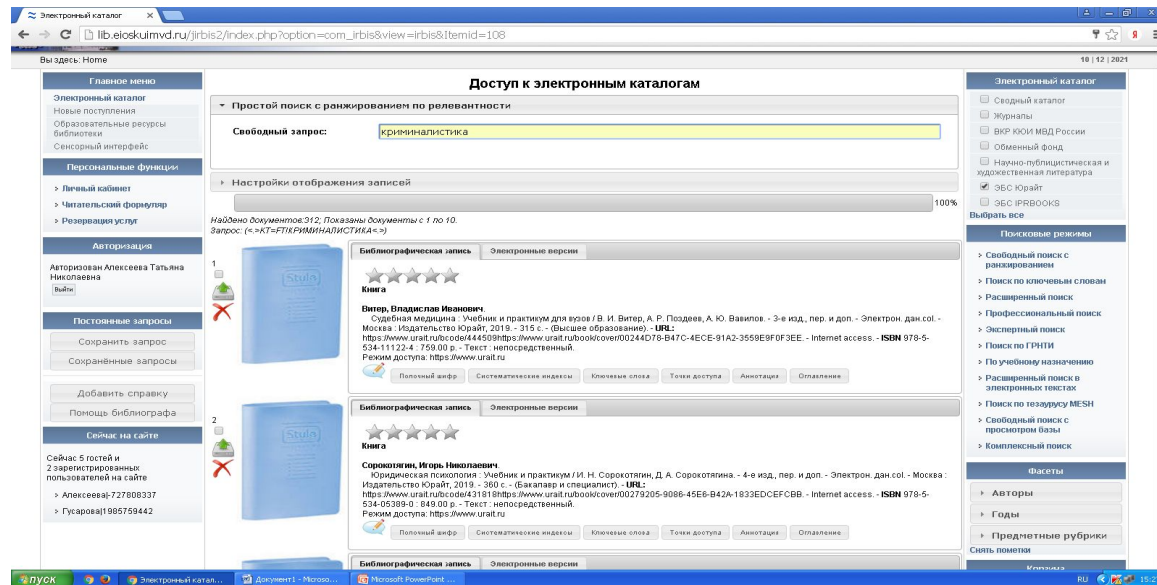 Электронный каталог
lib.eioskuimvd.ru/jirbis2/index.php?option=com_irbis&view=irbis&Itemid=108
Вы здесь: Home
10 | 12 | 2021
Главное меню
Электронный каталог
Новые поступления
Образовательные ресурсы
библиотеки
Сенсорный интерфейс
Персональные функции
Личный кабинет
Читательский формуляр
Резервация услуг
Авторизация
Авторизован Алексеева Татьяна
Николаевна
Выйти
Постоянные запросы
Сохранить запрос
Сохранённые запросы
Добавить справку
Помощь библиографа
Сейчас на сайте
Сейчас 5 гостей и
2 зарегистрированных
пользователей на сайте
Алексеева|-727808337
Гусарова|1985759442
Доступ к электронным каталогам
Простой поиск с ранжированием по релевантности
Свободный запрос:
криминалистика
Настройки отображения записей
100%
Найдено документов:312; Показаны документы с 1 по 10.
Запрос: (<.>KT=FT!КРИМИНАЛИСТИКА<.>)
1
Stula
Библиографическая запись
Электронные версии
Книга
Витер, Владислав Иванович.
Судебная медицина : Учебник и практикум для вузов / В. И. Витер, А. Р. Поздеев, А. Ю. Вавилов. - 3-е изд., пер. и доп. - Электрон. дан.col. -
Москва : Издательство Юрайт, 2019. - 315 с. - (Высшее образование). - URL:
https://www.urait.ru/bcode/444509https://www.urait.ru/book/cover/00244D78-B47C-4ECE-91A2-3559E9F0F3EE. - Internet access. - ISBN 978-5-
534-11122-4 : 759.00 р. - Текст : непосредственный.
Режим доступа: https://www.urait.ru
Полочный шифр
Систематические индексы
Ключевые слова
Точки доступа
Аннотация
Оглавление
2
Stula
Библиографическая запись
Электронные версии
Книга
Сорокотягин, Игорь Николаевич.
Юридическая психология : Учебник и практикум / И. Н. Сорокотягин, Д. А. Сорокотягина. - 4-е изд., пер. и доп. - Электрон. дан.col. - Москва :
Издательство Юрайт, 2019. - 360 с. - (Бакалавр и специалист). - URL:
https://www.urait.ru/bcode/431818https://www.urait.ru/book/cover/00279205-9086-45E6-B42A-1833EDCEFCBB. - Internet access. - ISBN 978-5-
534-05389-0 : 849.00 р. - Текст : непосредственный.
Режим доступа: https://www.urait.ru
Полочный шифр
Систематические индексы
Ключевые слова
Точки доступа
Аннотация
Оглавление
Библиографическая запись
Электронные версии
Электронный каталог
Сводный каталог
Журналы
ВКР КЮИ МВД России
Обменный фонд
Научно-публицистическая и
художественная литература
ЭБС Юрайт
ЭБС IPRBOOKS
Выбрать все
Поисковые режимы
Свободный поиск с
ранжированием
Поиск по ключевым словам
Расширенный поиск
Профессиональный поиск
Экспертный поиск
Поиск по ГРНТИ
По учебному назначению
Расширенный поиск в
электронных текстах
Поиск по тезаурусу MESH
Свободный поиск с
просмотром базы
Комплексный поиск
Фасеты
Авторы
Годы
Предметные рубрики
Снять пометки
Корзина
пуск
Электронный катал...
Документ1 - Microso...
Microsoft PowerPoint ...
RU